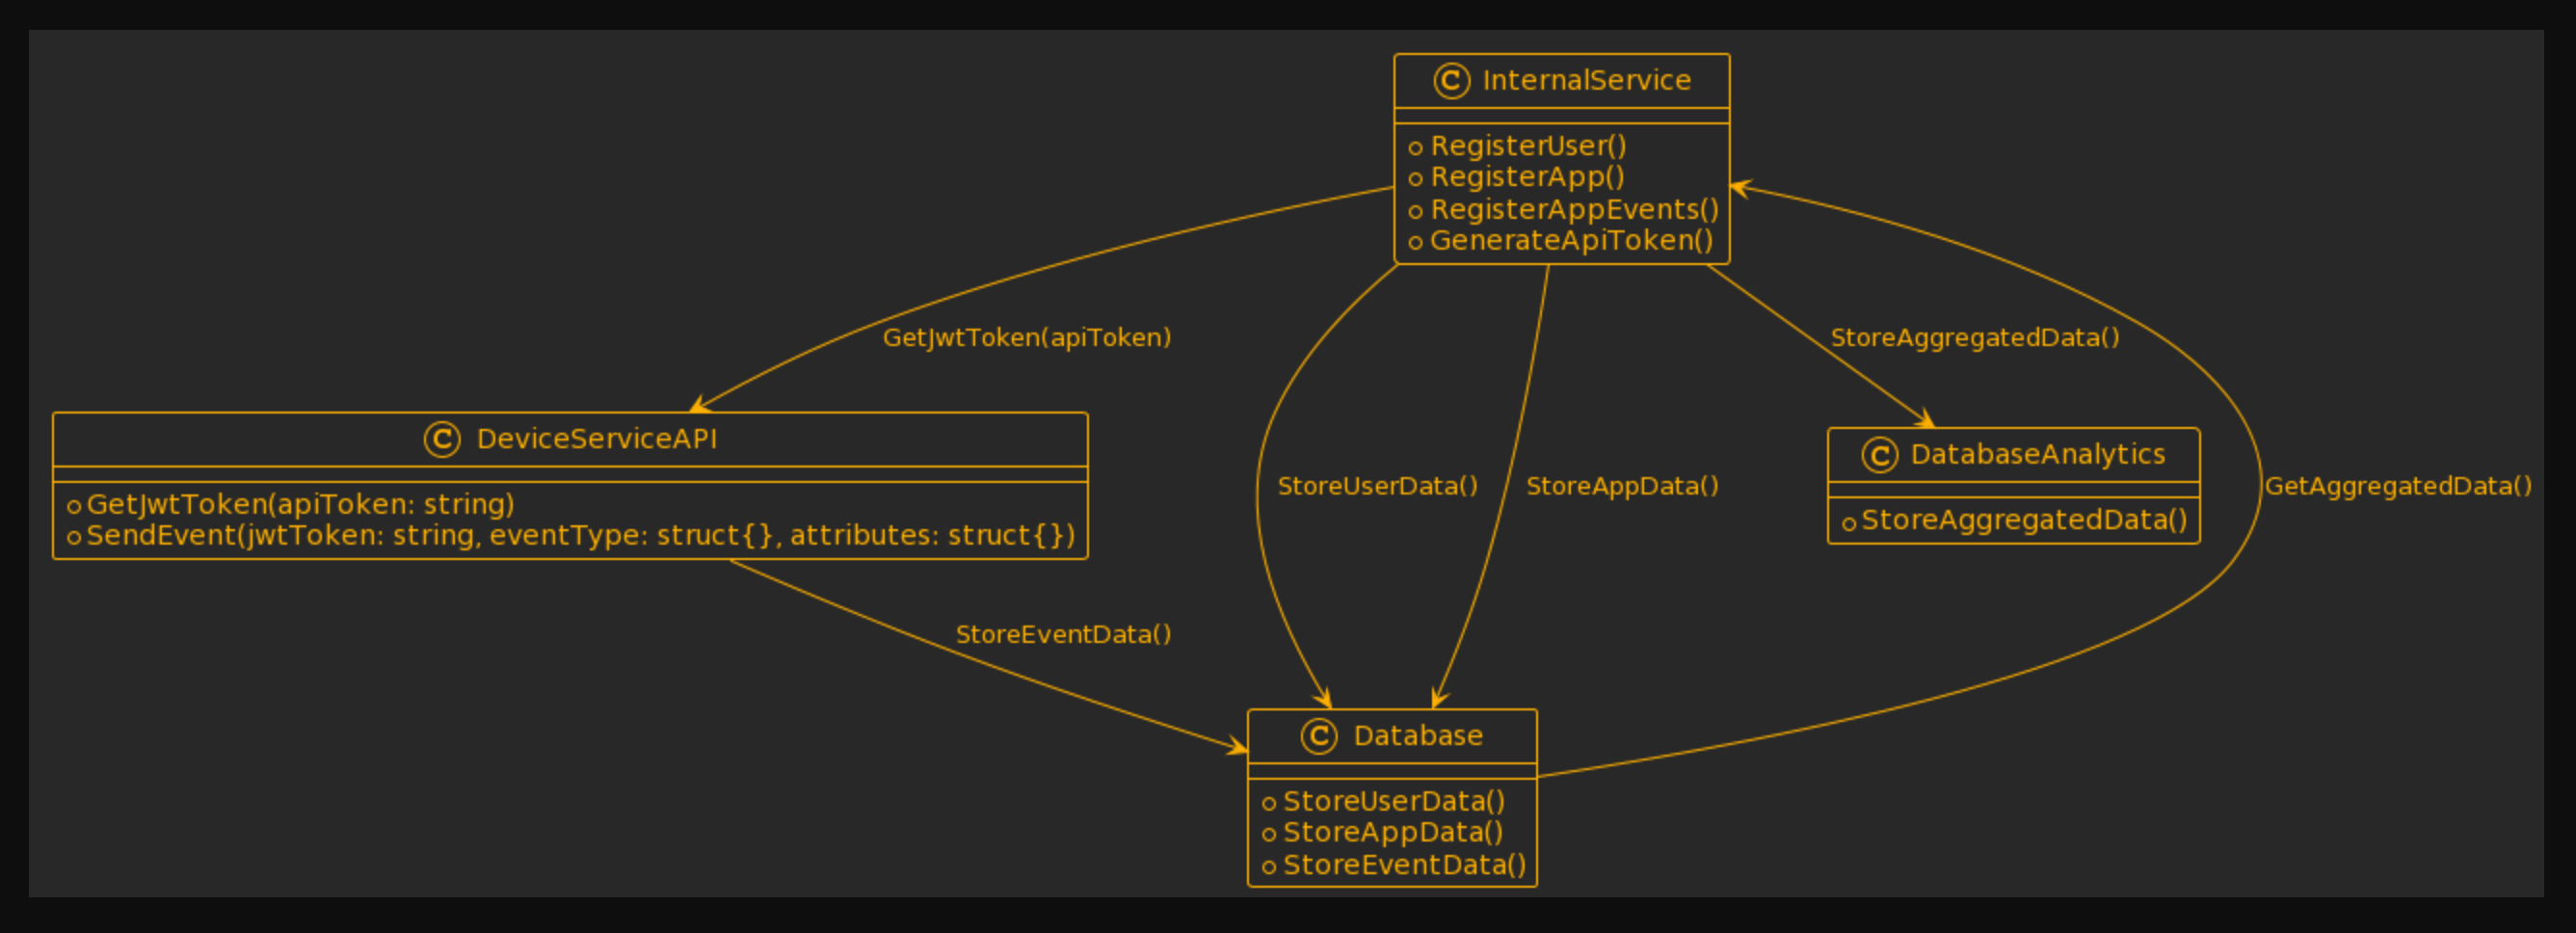 C InternalService
RegisterUser()
RegisterApp()
RegisterAppEvents()
GenerateApiToken()
GetJwtToken(apiToken)
StoreAggregatedData()
C DeviceServiceAPI
GetJwtToken(apiToken: string)
SendEvent(jwtToken: string, eventType: struct{}, attributes: struct{})
StoreUserData()
StoreAppData()
C DatabaseAnalytics
StoreAggregatedData()
GetAggregatedData()
StoreEventData()
C Database
StoreUserData()
StoreAppData()
StoreEventData()